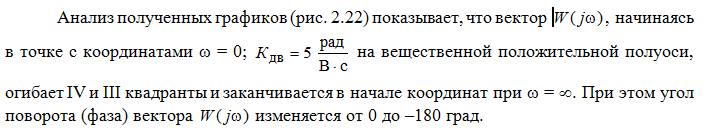 Анализ полученных графиков (рис. 2.22) показывает, что вектор W(jω), начинаясь
в точке с координатами ω = 0; K_дв = 5 рад/(В · с) на вещественной положительной полуоси,
огибает IV и III квадранты и заканчивается в начале координат при ω = ∞. При этом угол
поворота (фаза) вектора W(jω) изменяется от 0 до –180 град.